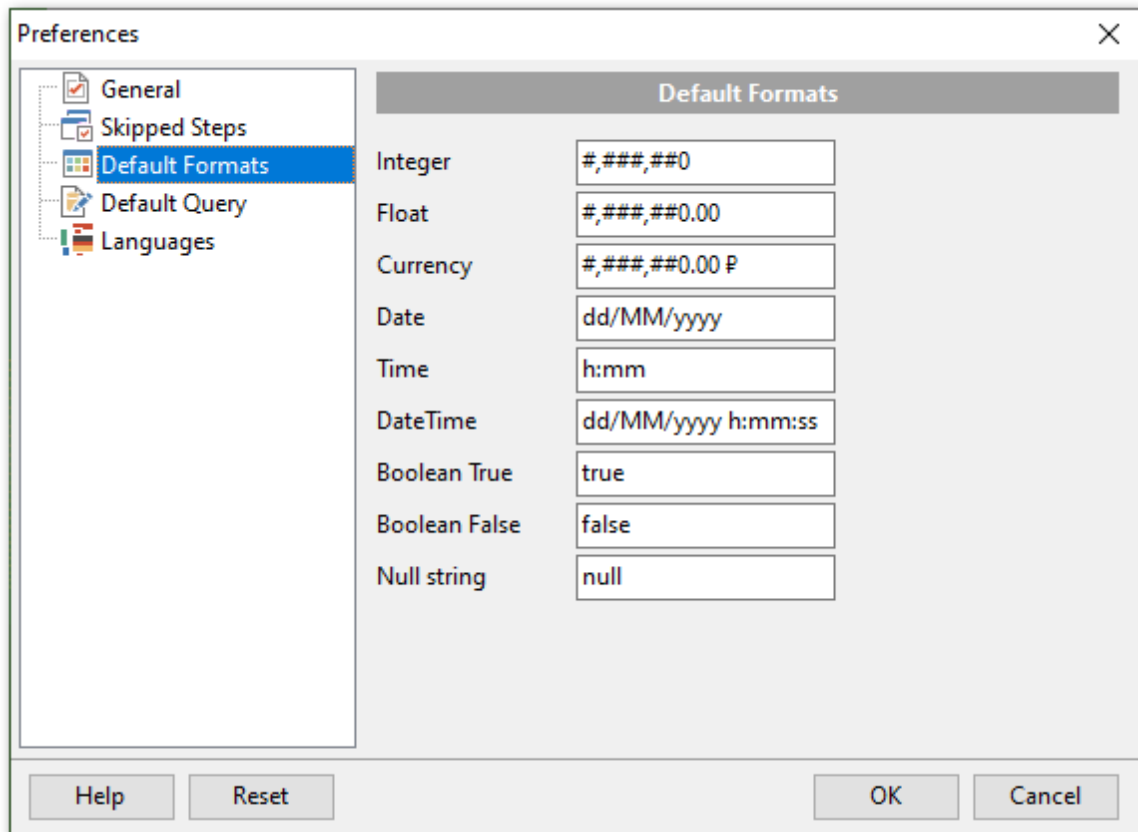 Preferences
General
Skipped Steps
Default Formats
Default Query
Languages
Default Formats
Integer #,###,##0
Float #,###,##0.00
Currency #,###,##0.00 ₽
Date dd/MM/yyyy
Time h:mm
DateTime dd/MM/yyyy h:mm:ss
Boolean True true
Boolean False false
Null string null
Help Reset OK Cancel